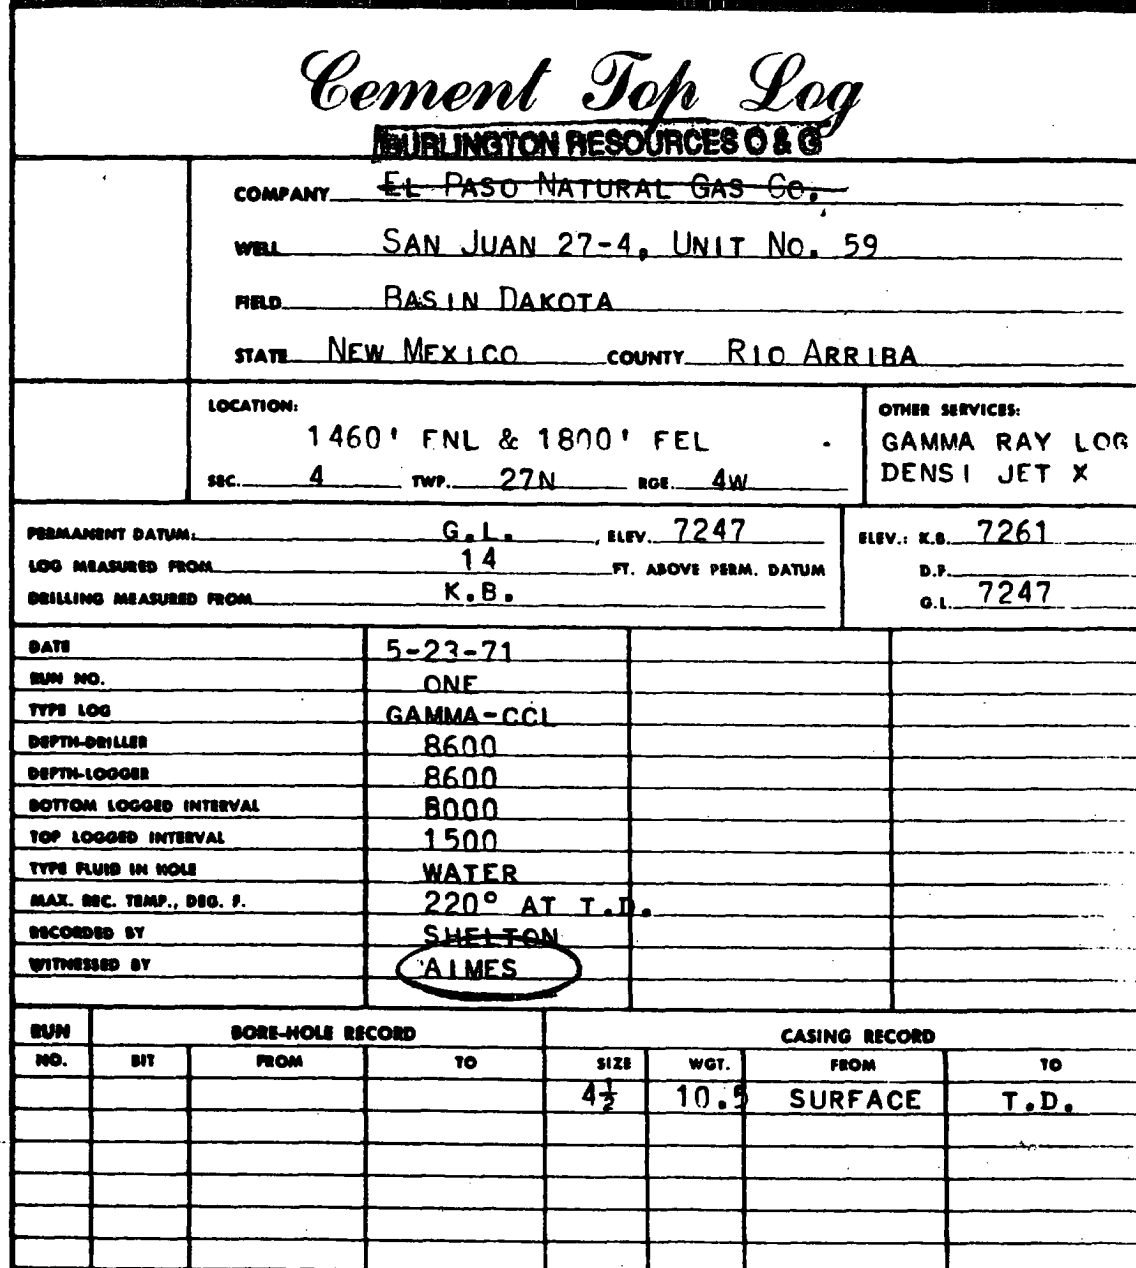 Cement Top Log
BURLINGTON RESOURCES O & G
COMPANY EL PASO NATURAL GAS CO.
WELL SAN JUAN 27-4, UNIT NO. 59
FIELD BASIN DAKOTA
STATE NEW MEXICO COUNTY RIO ARRIBA
LOCATION:
1460' FNL & 1800' FEL
SEC. 4 TWP. 27N RGE. 4W
OTHER SERVICES:
GAMMA RAY LOG
DENSI JET X
PERMANENT DATUM: G.L., ELEV. 7247
LOG MEASURED FROM 14 FT. ABOVE PERM. DATUM
DRILLING MEASURED FROM K.B.
ELEV.: K.B. 7261
D.F.
G.L. 7247
DATE 5-23-71
RUN NO. ONE
TYPE LOG GAMMA-CCL
DEPTH-DRILLER 8600
DEPTH-LOGGER 8600
BOTTOM LOGGED INTERVAL 8000
TOP LOGGED INTERVAL 1500
TYPE FLUID IN HOLE WATER
MAX. REC. TEMP., DEG. F. 220° AT T.D.
RECORDED BY SHELTON
WITNESSED BY AIMES
RUN BORE-HOLE RECORD CASING RECORD
NO. BIT FROM TO SIZE WGT. FROM TO
4½ 10.5 SURFACE T.D.